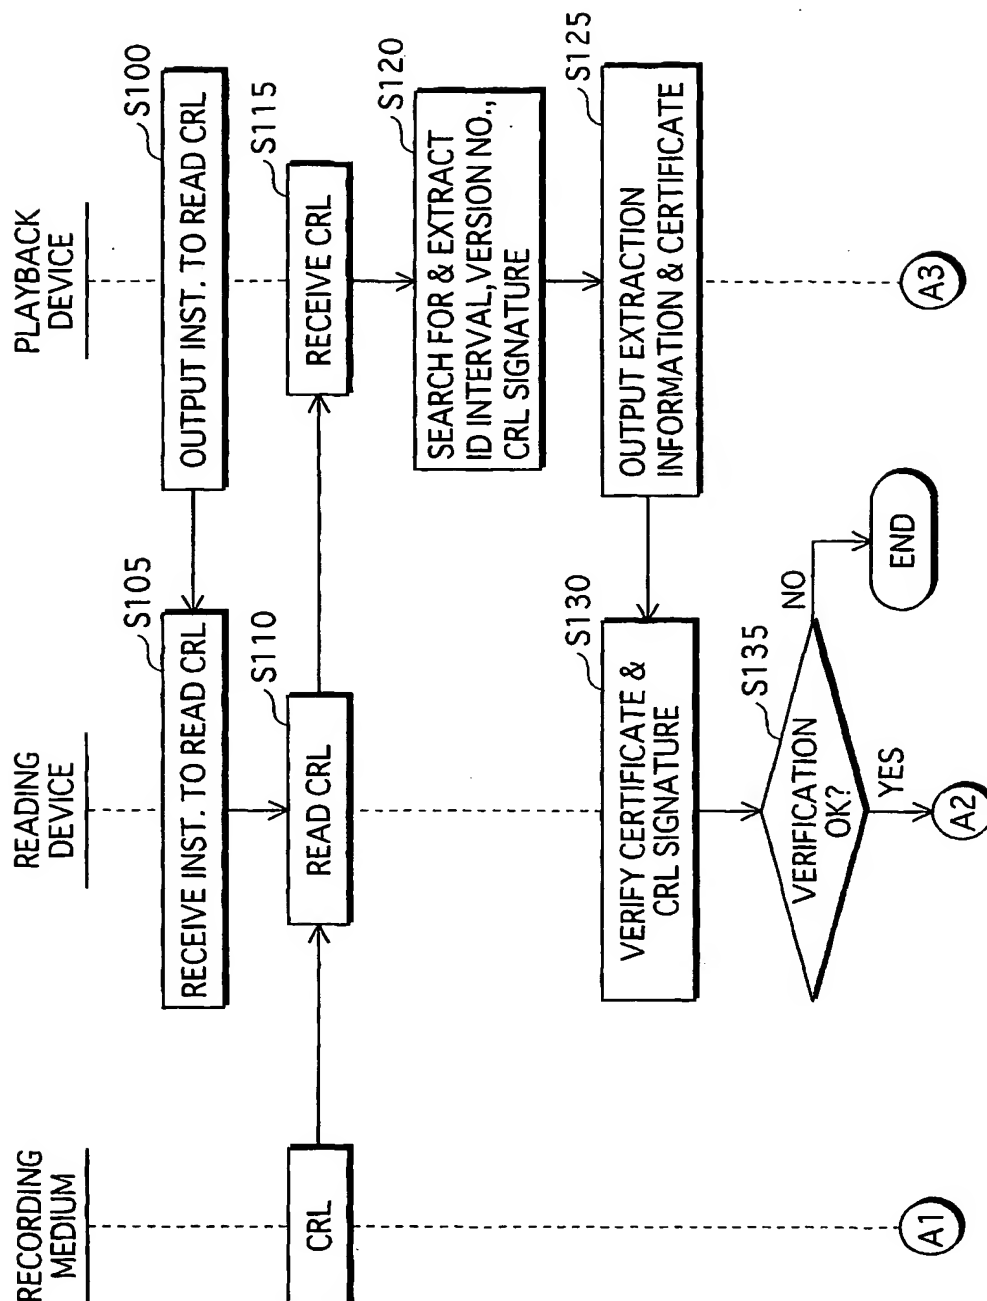 RECORDING
MEDIUM
READING
DEVICE
PLAYBACK
DEVICE
S100
OUTPUT INST. TO READ CRL
S105
RECEIVE INST. TO READ CRL
CRL
S110
READ CRL
S115
RECEIVE CRL
S120
SEARCH FOR & EXTRACT
ID INTERVAL, VERSION NO.,
CRL SIGNATURE
S125
OUTPUT EXTRACTION
INFORMATION & CERTIFICATE
S130
VERIFY CERTIFICATE &
CRL SIGNATURE
S135
VERIFICATION
OK?
NO
END
YES
A1
A2
A3